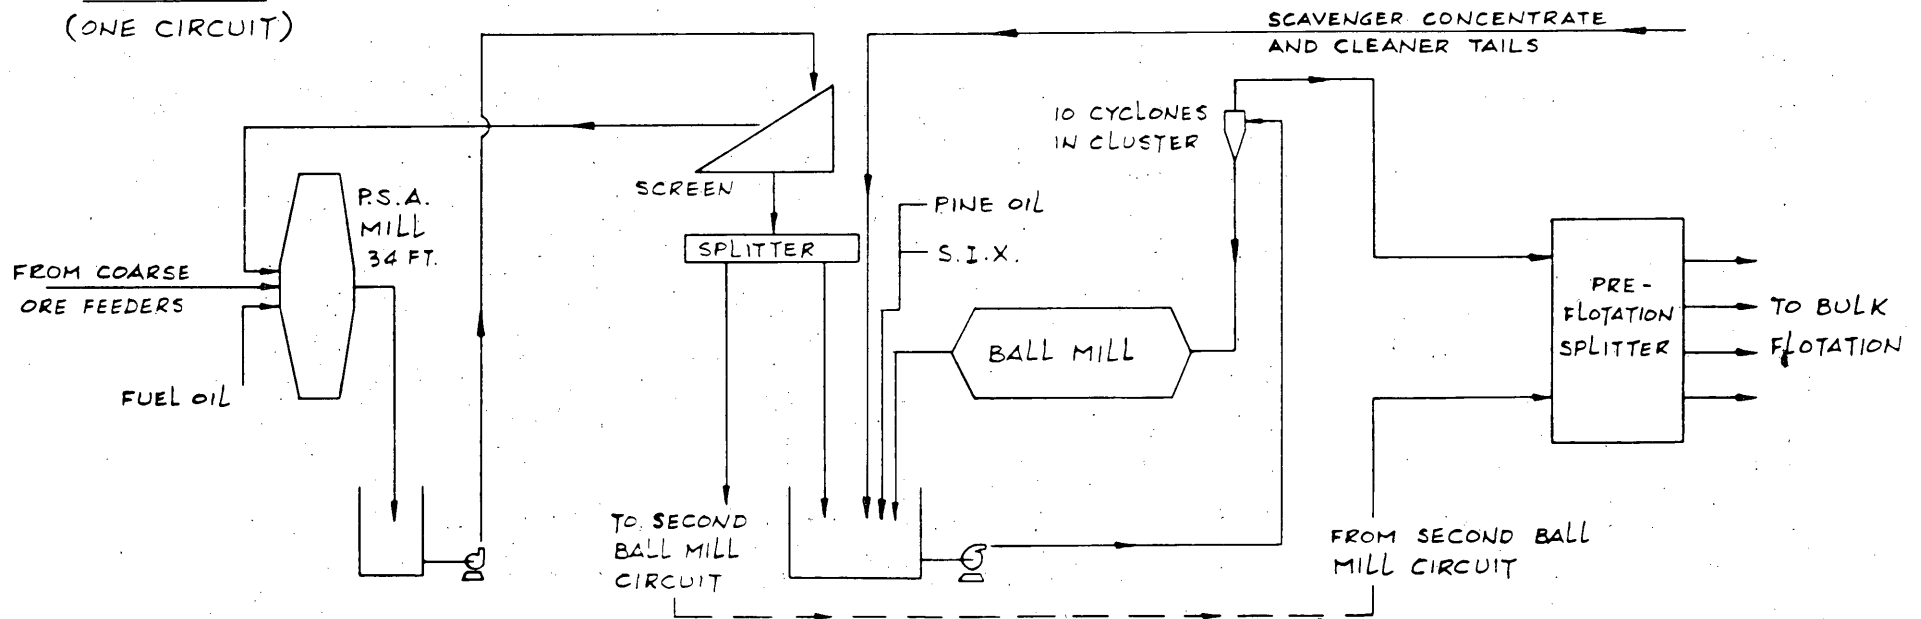 (ONE CIRCUIT)
SCAVENGER CONCENTRATE
AND CLEANER TAILS
10 CYCLONES
IN CLUSTER
SCREEN
P.S.A.
MILL
34 FT.
PINE OIL
S.I.X.
SPLITTER
FROM COARSE
ORE FEEDERS
FUEL OIL
BALL MILL
PRE-
FLOTATION
SPLITTER
TO BULK
FLOTATION
TO SECOND
BALL MILL
CIRCUIT
FROM SECOND BALL
MILL CIRCUIT